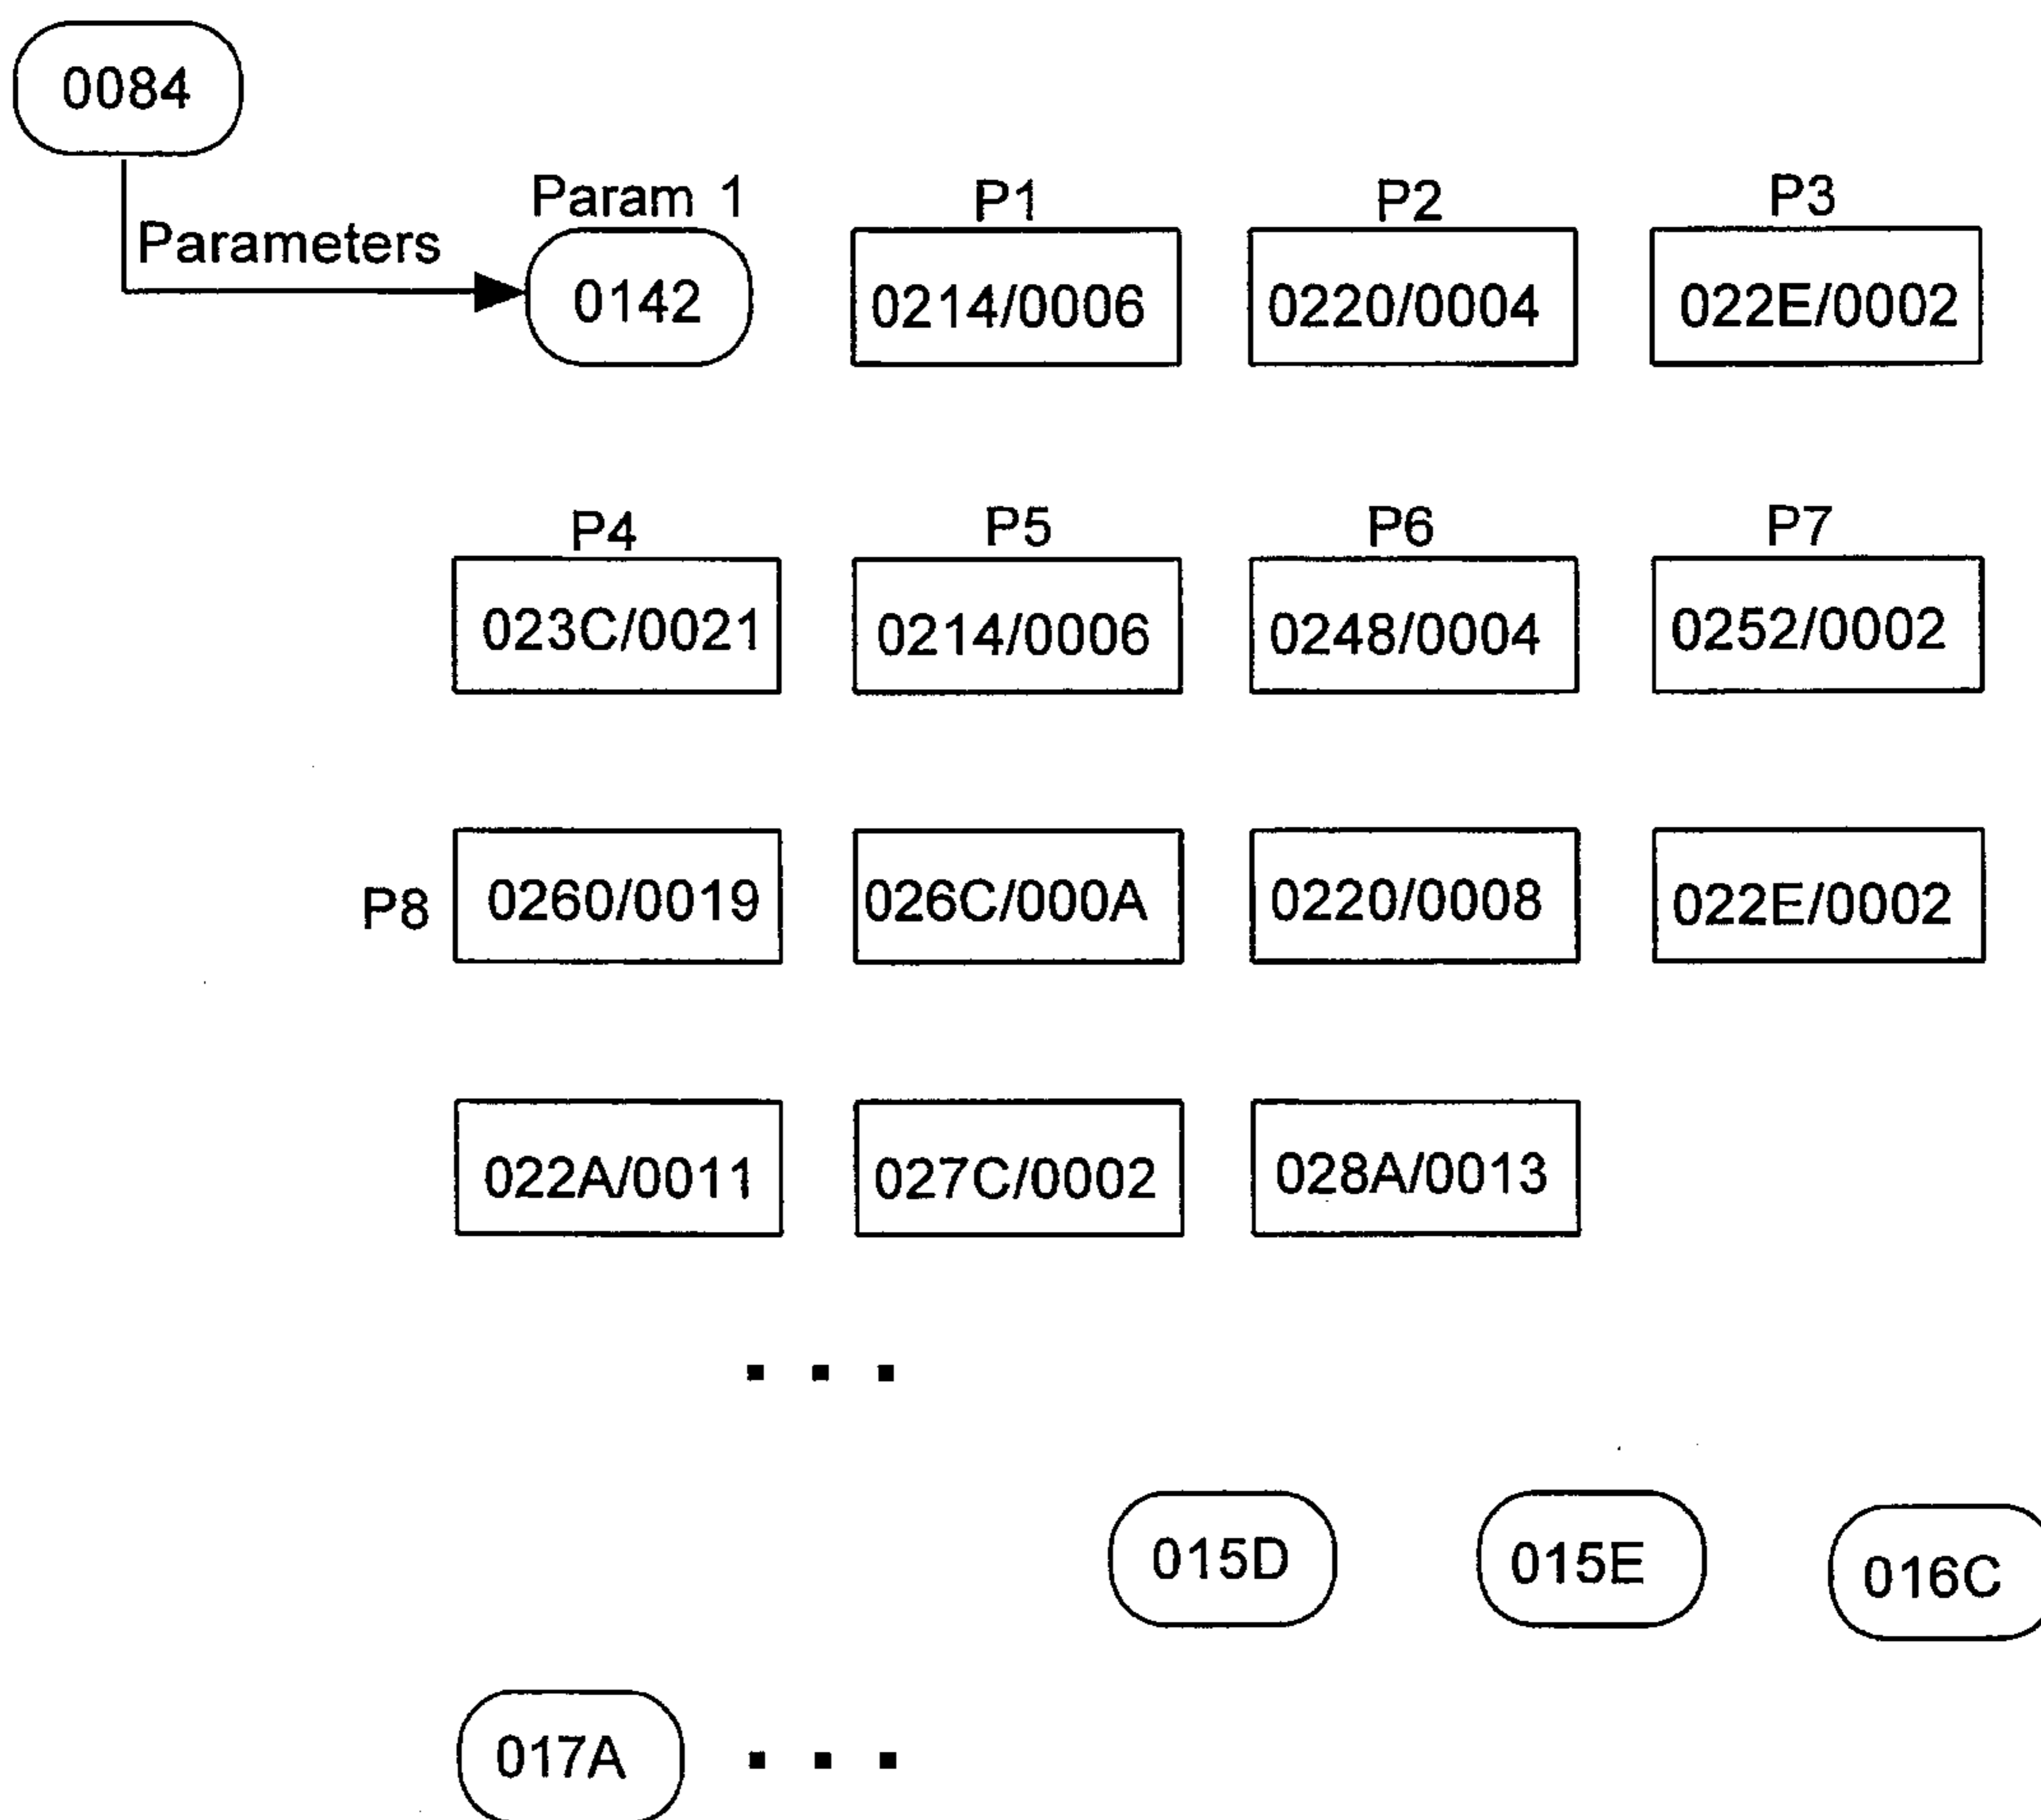 0084
Parameters
Param 1 P1 P2 P3
0142 0214/0006 0220/0004 022E/0002
P4 P5 P6 P7
023C/0021 0214/0006 0248/0004 0252/0002
P8 0260/0019 026C/000A 0220/0008 022E/0002
022A/0011 027C/0002 028A/0013
. . .
015D 015E 016C
017A . . .